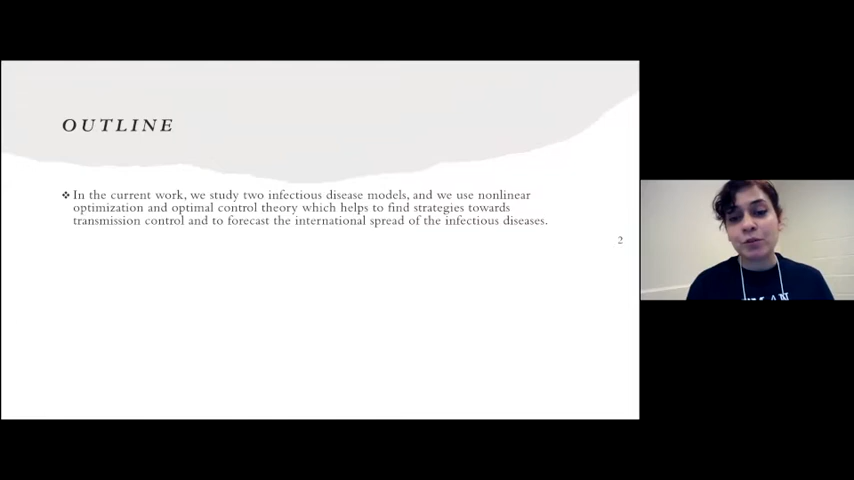 OUTLINE
❖ In the current work, we study two infectious disease models, and we use nonlinear
optimization and optimal control theory which helps to find strategies towards
transmission control and to forecast the international spread of the infectious diseases.
2